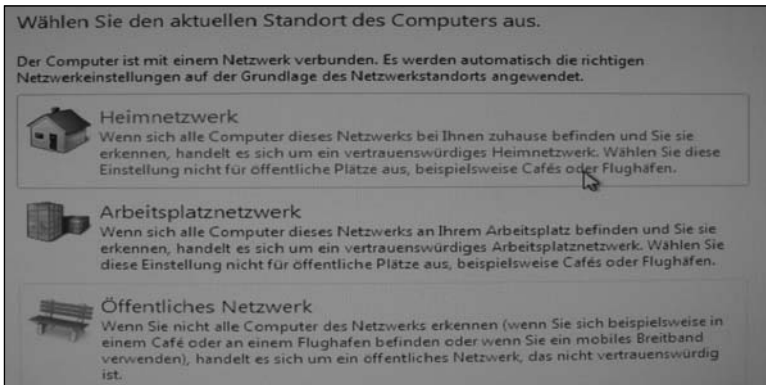 Wählen Sie den aktuellen Standort des Computers aus.
Der Computer ist mit einem Netzwerk verbunden. Es werden automatisch die richtigen
Netzwerkeinstellungen auf der Grundlage des Netzwerkstandorts angewendet.
Heimnetzwerk
Wenn sich alle Computer dieses Netzwerks bei Ihnen zuhause befinden und Sie sie
erkennen, handelt es sich um ein vertrauenswürdiges Heimnetzwerk. Wählen Sie diese
Einstellung nicht für öffentliche Plätze aus, beispielsweise Cafés oder Flughäfen.
Arbeitsplatznetzwerk
Wenn sich alle Computer dieses Netzwerks an Ihrem Arbeitsplatz befinden und Sie sie
erkennen, handelt es sich um ein vertrauenswürdiges Arbeitsplatznetzwerk. Wählen Sie
diese Einstellung nicht für öffentliche Plätze aus, beispielsweise Cafés oder Flughäfen.
Öffentliches Netzwerk
Wenn Sie nicht alle Computer des Netzwerks erkennen (wenn Sie sich beispielsweise in
einem Café oder an einem Flughafen befinden oder wenn Sie ein mobiles Breitband
verwenden), handelt es sich um ein öffentliches Netzwerk, das nicht vertrauenswürdig
ist.